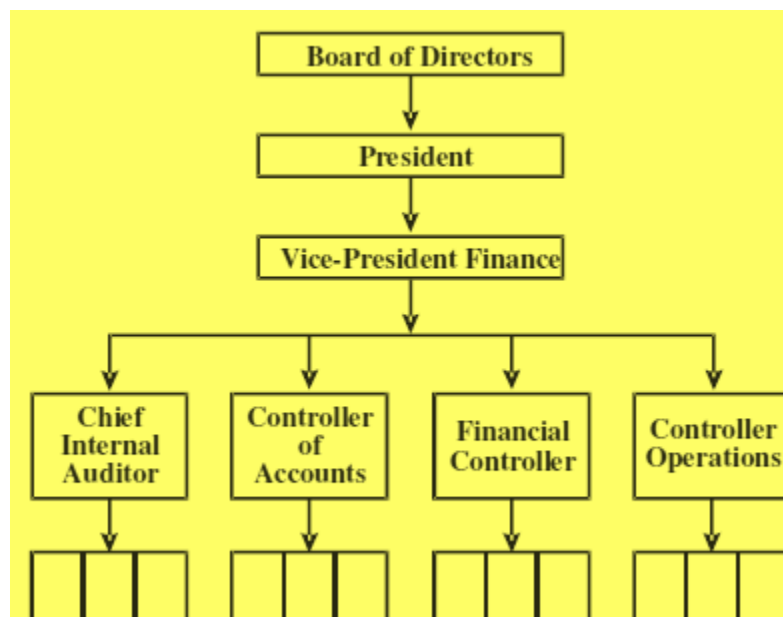 Board of Directors
President
Vice-President Finance
Chief
Internal
Auditor
Controller
of
Accounts
Financial
Controller
Controller
Operations